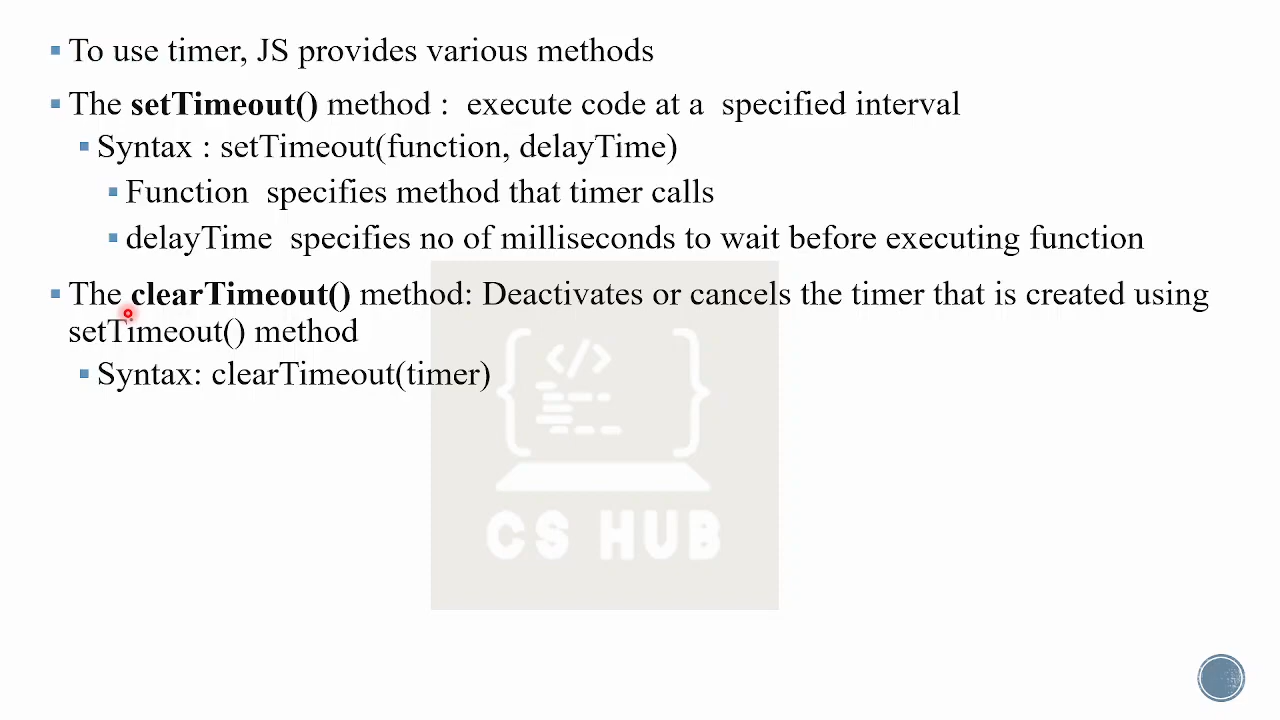 To use timer, JS provides various methods
The setTimeout() method : execute code at a specified interval
Syntax : setTimeout(function, delayTime)
Function specifies method that timer calls
delayTime specifies no of milliseconds to wait before executing function
The clearTimeout() method: Deactivates or cancels the timer that is created using
setTimeout() method
Syntax: clearTimeout(timer)
CS HUB